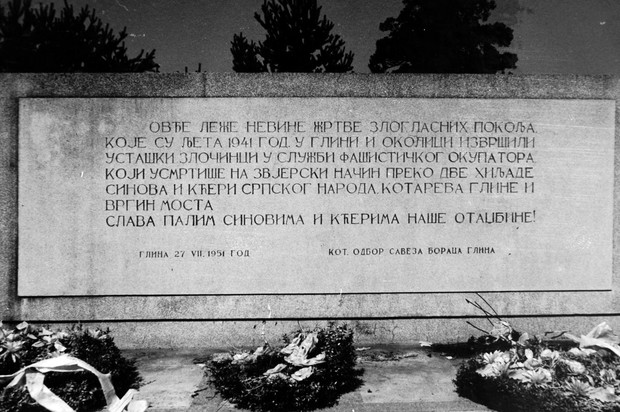 ОВЂЕ ЛЕЖЕ НЕВИНЕ ЖРТВЕ ЗЛОГЛАСНИХ ПОКОЉА,
КОЈЕ СУ ЉЕТА 1941 ГОД. У ГЛИНИ И ОКОЛИЦИ ИЗВРШИЛИ
УСТАШКИ ЗЛОЧИНЦИ У СЛУЖБИ ФАШИСТИЧКОГ ОКУПАТОРА,
КОЈИ УСМРТИШЕ НА ЗВЈЕРСКИ НАЧИН ПРЕКО ДВЕ ХИЉАДЕ
СИНОВА И КЋЕРИ СРПСКОГ НАРОДА, КОТАРЕВА ГЛИНЕ И
ВРГИН МОСТА
СЛАВА ПАЛИМ СИНОВИМА И КЋЕРИМА НАШЕ ОТАЏБИНЕ!
ГЛИНА 27 VII. 1951 ГОД КОТ. ОДБОР САВЕЗА БОРАЦА ГЛИНА